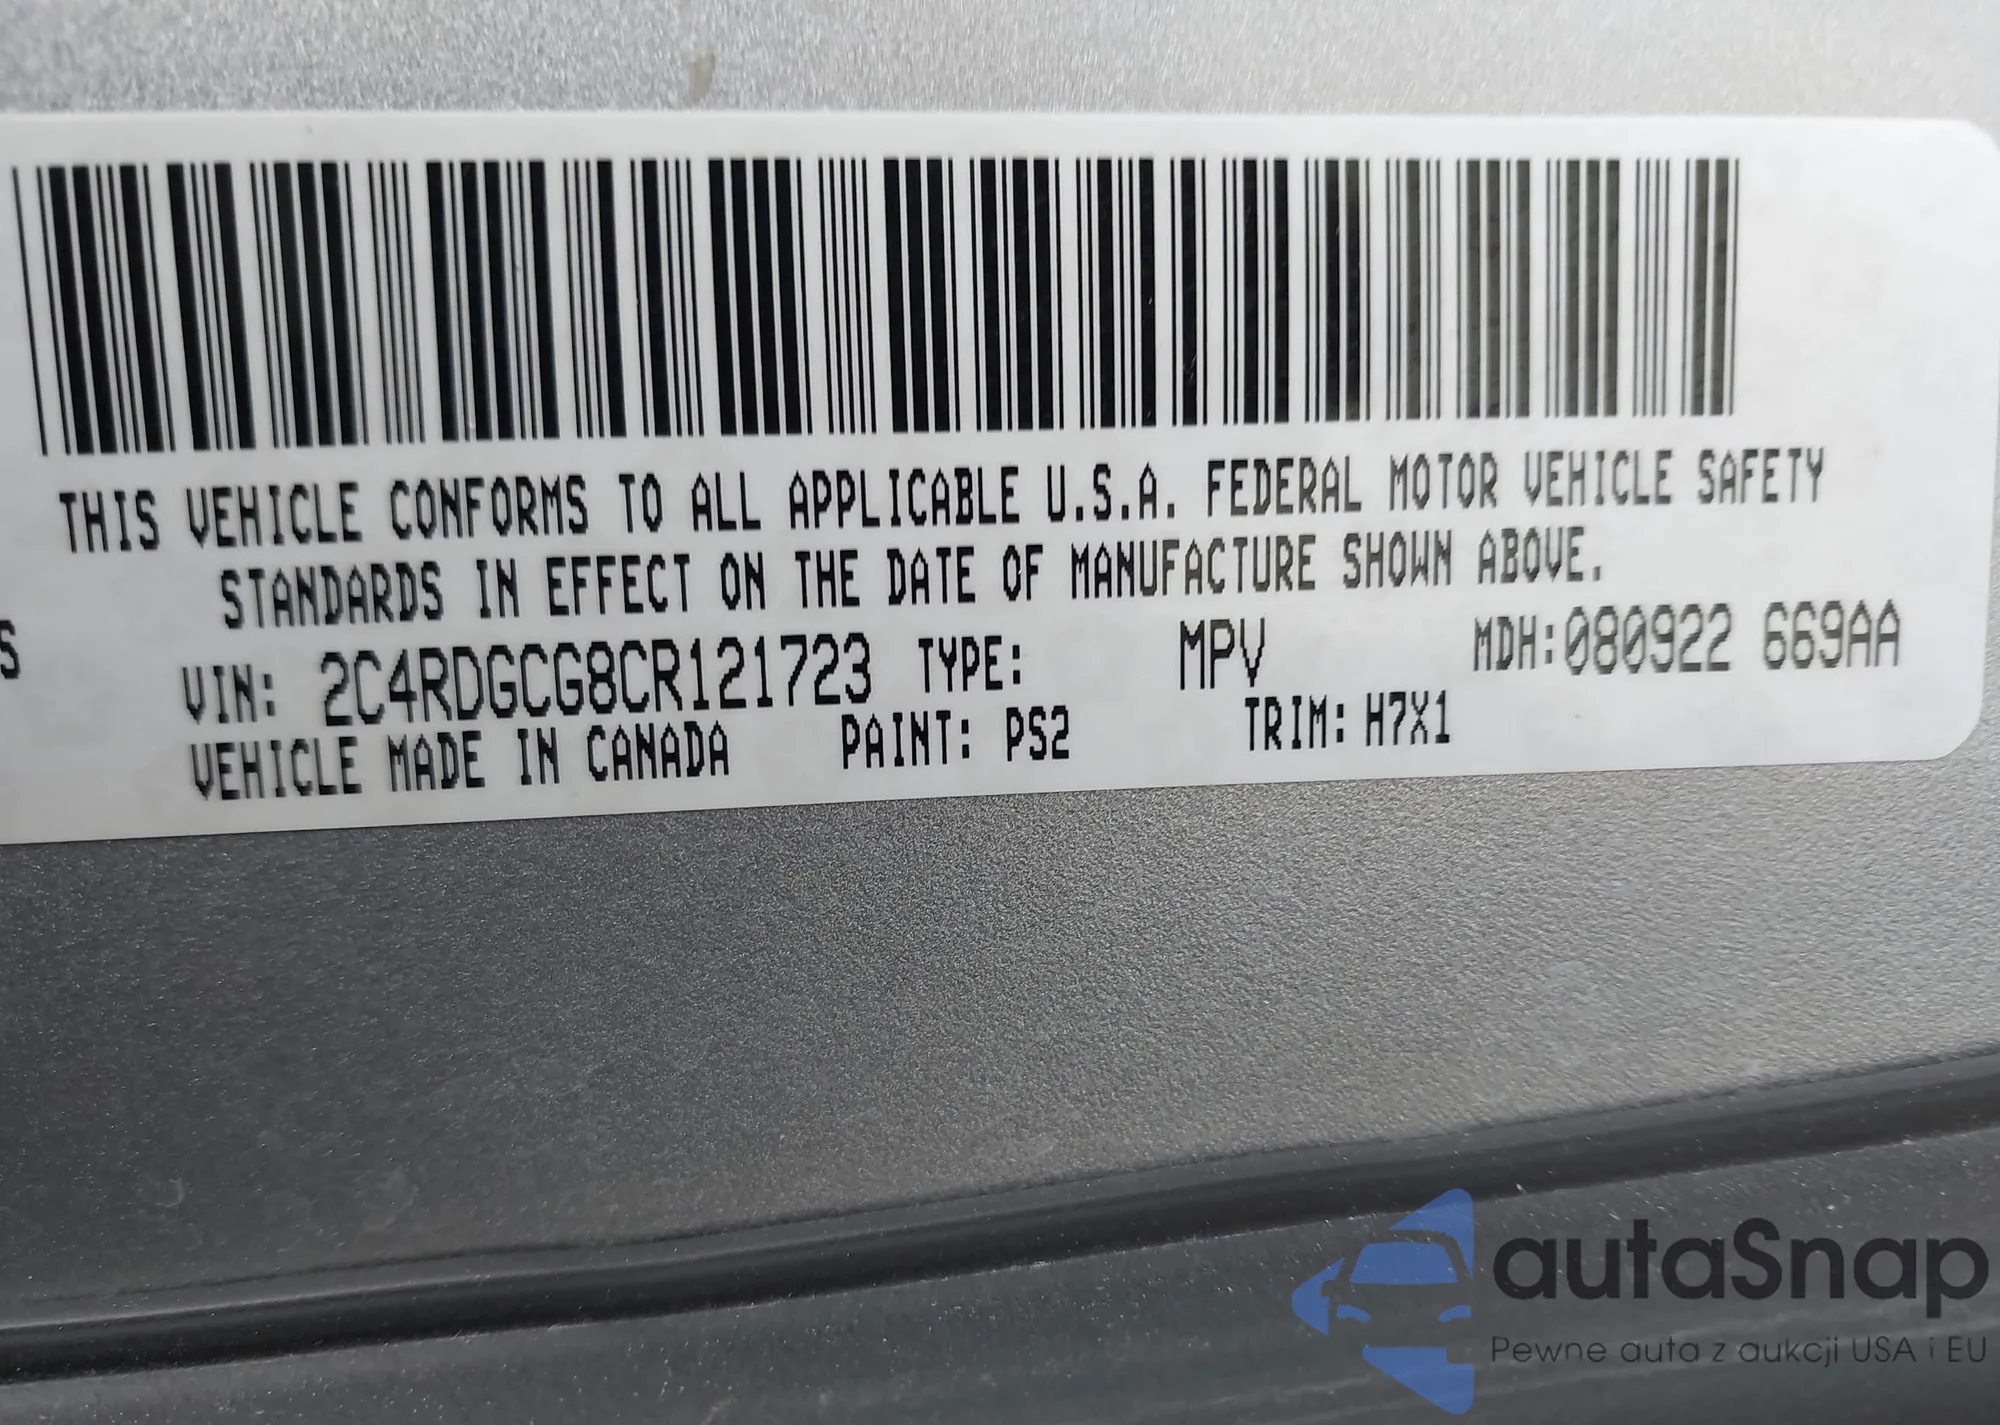 THIS VEHICLE CONFORMS TO ALL APPLICABLE U.S.A. FEDERAL MOTOR VEHICLE SAFETY
STANDARDS IN EFFECT ON THE DATE OF MANUFACTURE SHOWN ABOVE.
S
VIN: 2C4RDGCG8CR121723 TYPE: MPV MDH:080922 669AA
VEHICLE MADE IN CANADA PAINT: PS2 TRIM: H7X1
autaSnap
Pewne auta z aukcji USA i EU